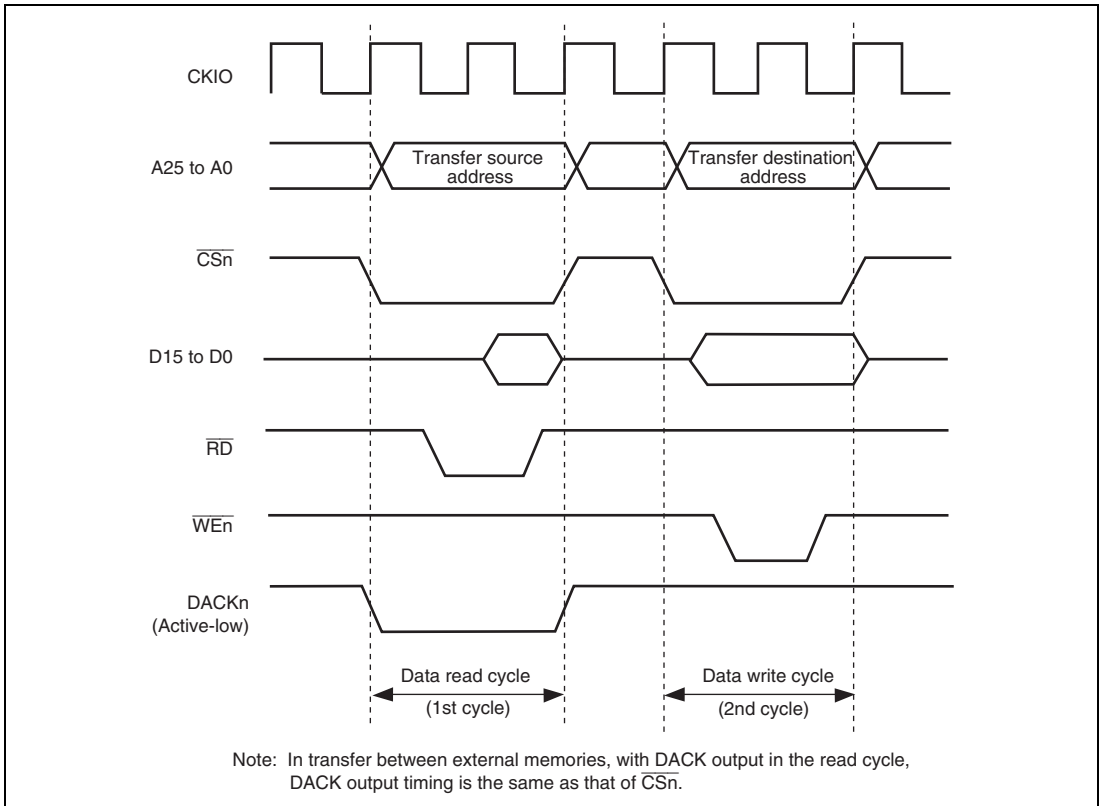 CKIO
A25 to A0
Transfer source
address
Transfer destination
address
CSn
D15 to D0
RD
WEn
DACKn
(Active-low)
Data read cycle
(1st cycle)
Data write cycle
(2nd cycle)
Note: In transfer between external memories, with DACK output in the read cycle,
DACK output timing is the same as that of CSn.